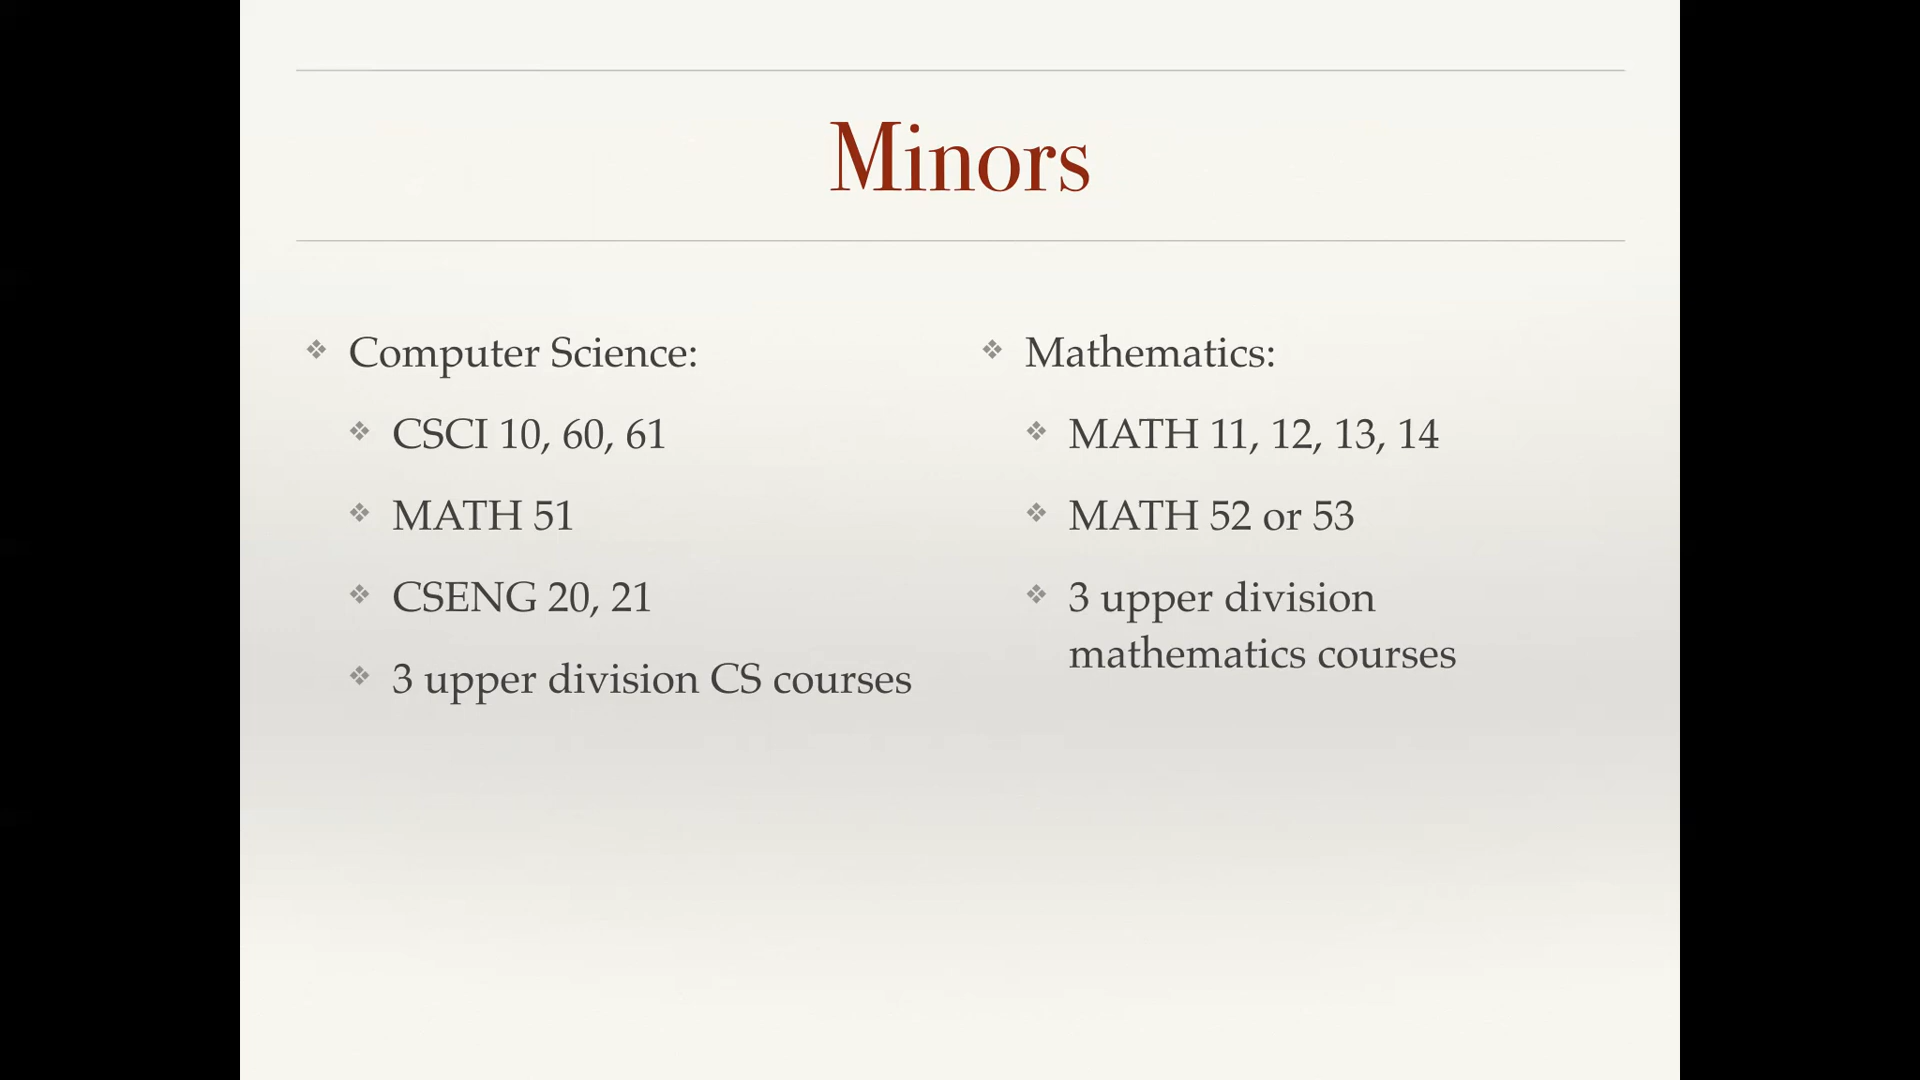 Minors
Computer Science:
CSCI 10, 60, 61
MATH 51
CSENG 20, 21
3 upper division CS courses
Mathematics:
MATH 11, 12, 13, 14
MATH 52 or 53
3 upper division
mathematics courses